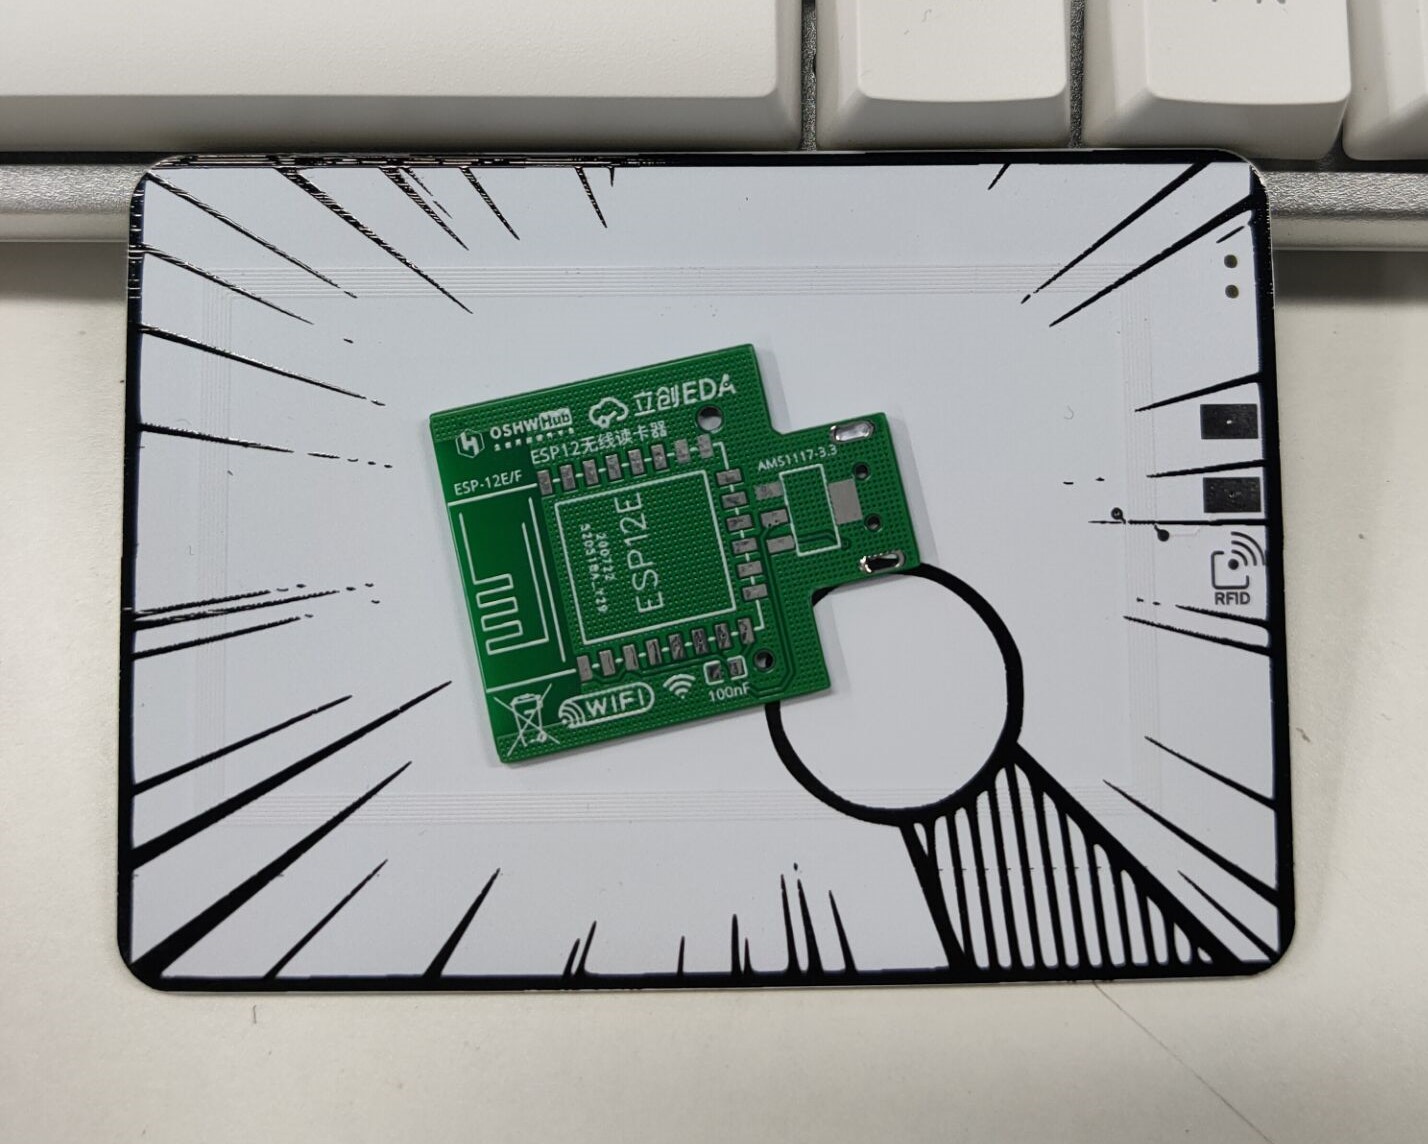 OSHWHub
立创EDA
ESP12无线读卡器
ESP-12E/F
AMS1117-3.3
ESP12E
WIFI
100nF
RFID